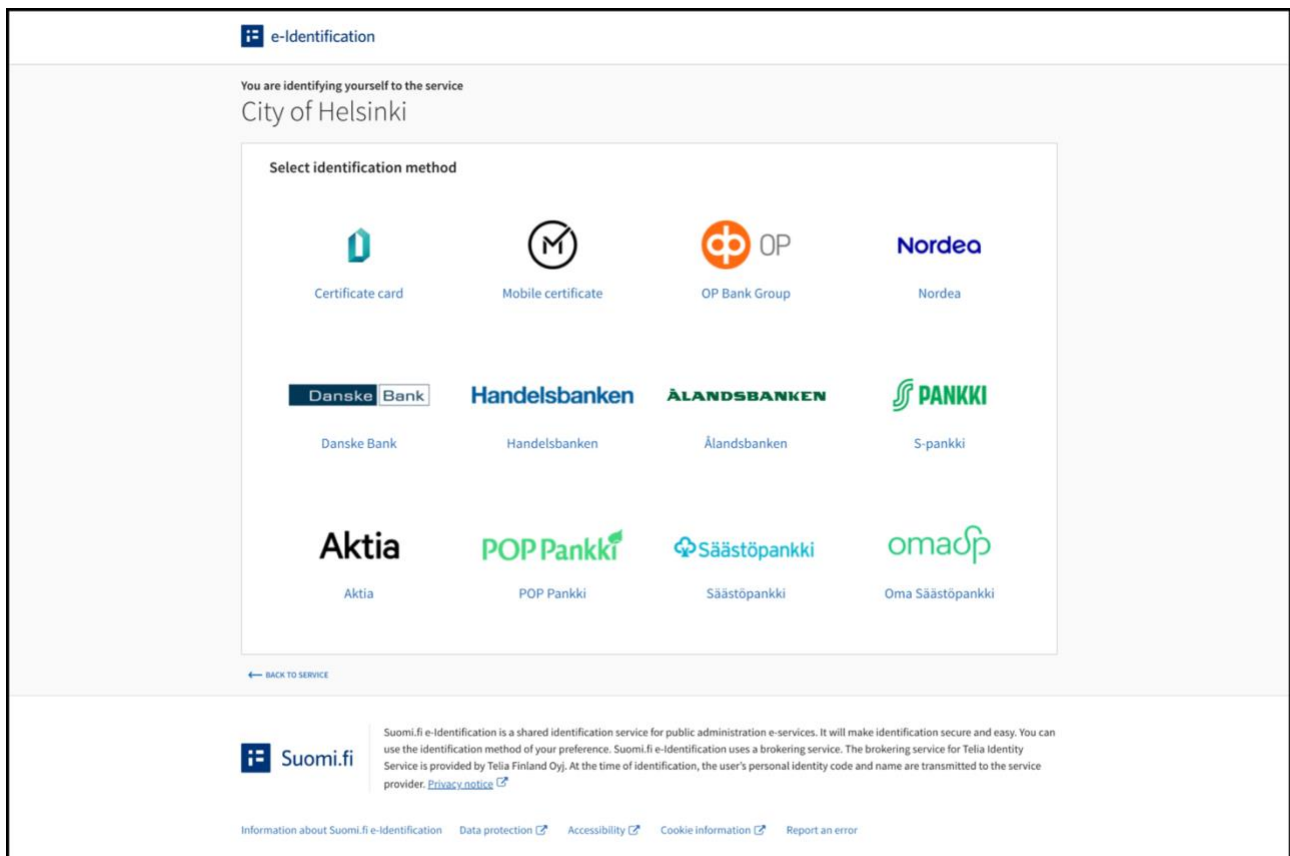 e-Identification
You are identifying yourself to the service
City of Helsinki
Select identification method
OP Nordea
Certificate card Mobile certificate OP Bank Group Nordea
Danske Bank Handelsbanken ÅLANDSBANKEN S PANKKI
Danske Bank Handelsbanken Ålandsbanken S-pankki
Aktia POP Pankki Säästöpankki omasp
Aktia POP Pankki Säästöpankki Oma Säästöpankki
← BACK TO SERVICE
Suomi.fi
Suomi.fi e-Identification is a shared identification service for public administration e-services. It will make identification secure and easy. You can
use the identification method of your preference. Suomi.fi e-Identification uses a brokering service. The brokering service for Telia Identity
Service is provided by Telia Finland Oyj. At the time of identification, the user's personal identity code and name are transmitted to the service
provider. Privacy notice
Information about Suomi.fi e-Identification Data protection Accessibility Cookie information Report an error